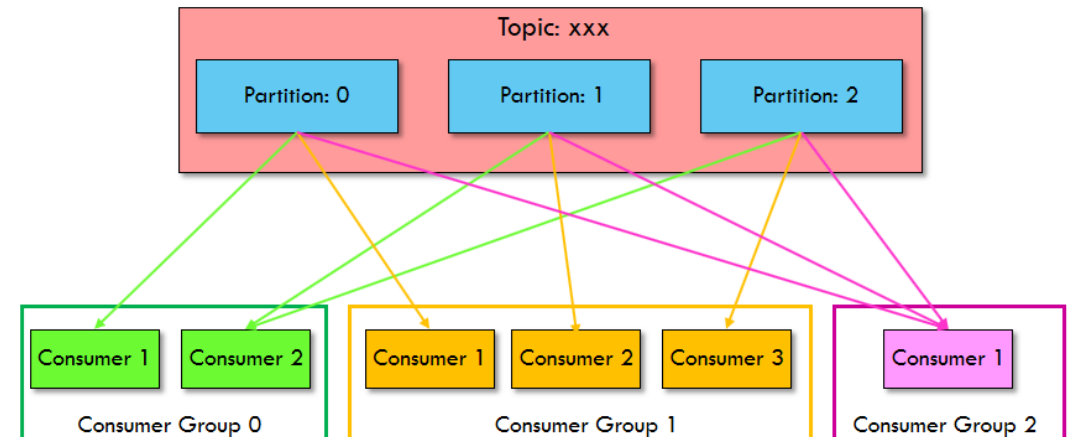 Topic: xxx
Partition: 0
Partition: 1
Partition: 2
Consumer 1
Consumer 2
Consumer 1
Consumer 2
Consumer 3
Consumer 1
Consumer Group 0
Consumer Group 1
Consumer Group 2